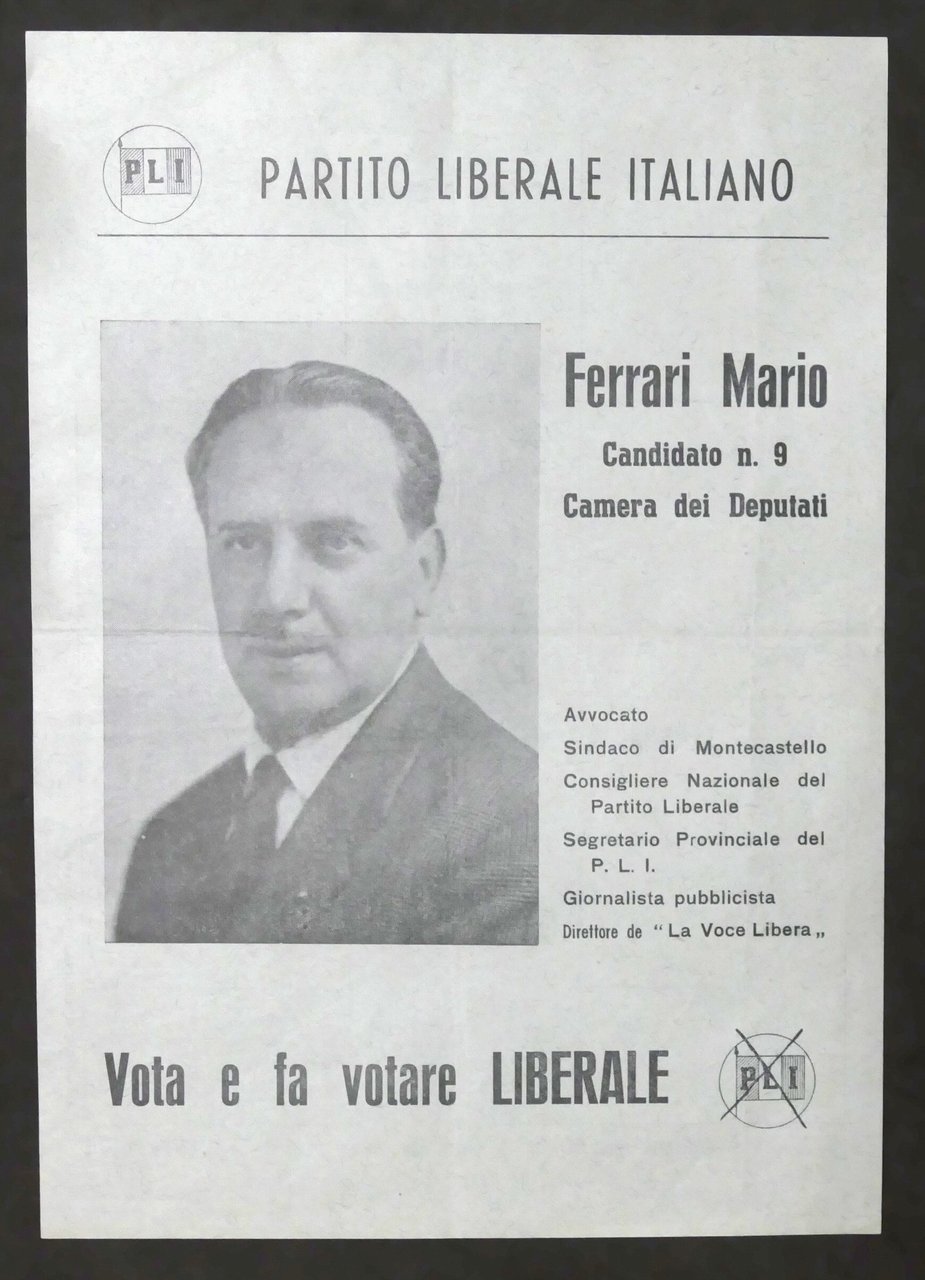 PLI
PARTITO LIBERALE ITALIANO
Ferrari Mario
Candidato n. 9
Camera dei Deputati
Avvocato
Sindaco di Montecastello
Consigliere Nazionale del
Partito Liberale
Segretario Provinciale del
P. L. I.
Giornalista pubblicista
Direttore de “ La Voce Libera „
Vota e fa votare LIBERALE
PLI